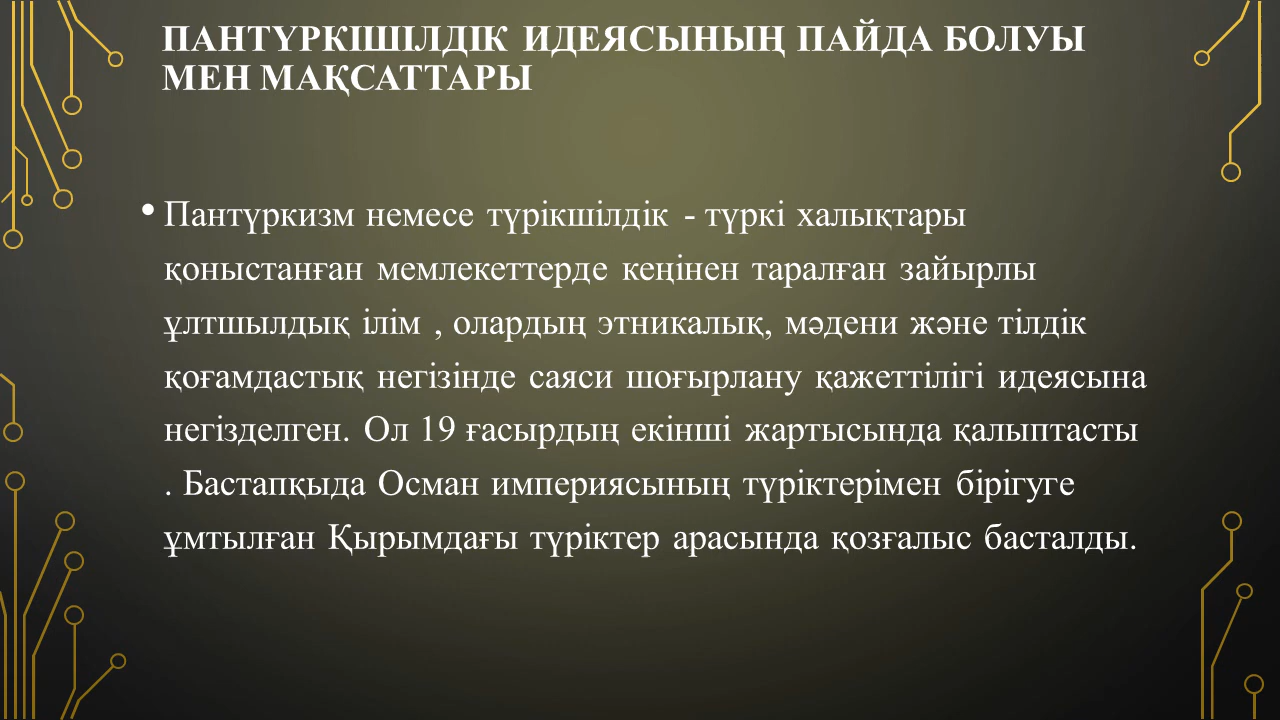 ПАНТҮРКІШІЛДІК ИДЕЯСЫНЫҢ ПАЙДА БОЛУЫ
МЕН МАҚСАТТАРЫ
• Пантүркизм немесе түрікшілдік - түркі халықтары
қоныстанған мемлекеттерде кеңінен таралған зайырлы
ұлтшылдық ілім , олардың этникалық, мәдени және тілдік
қоғамдастық негізінде саяси шоғырлану қажеттілігі идеясына
негізделген. Ол 19 ғасырдың екінші жартысында қалыптасты
. Бастапқыда Осман империясының түріктерімен бірігуге
ұмтылған Қырымдағы түріктер арасында қозғалыс басталды.